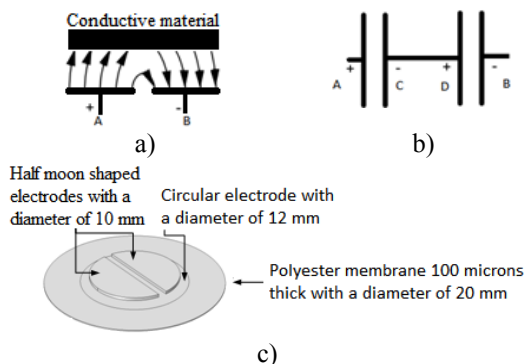 Conductive material
+
A
-
B
a)
A
+
-
C
D
+
-
B
b)
Half moon shaped
electrodes with a
diameter of 10 mm
Circular electrode with
a diameter of 12 mm
Polyester membrane 100 microns
thick with a diameter of 20 mm
c)